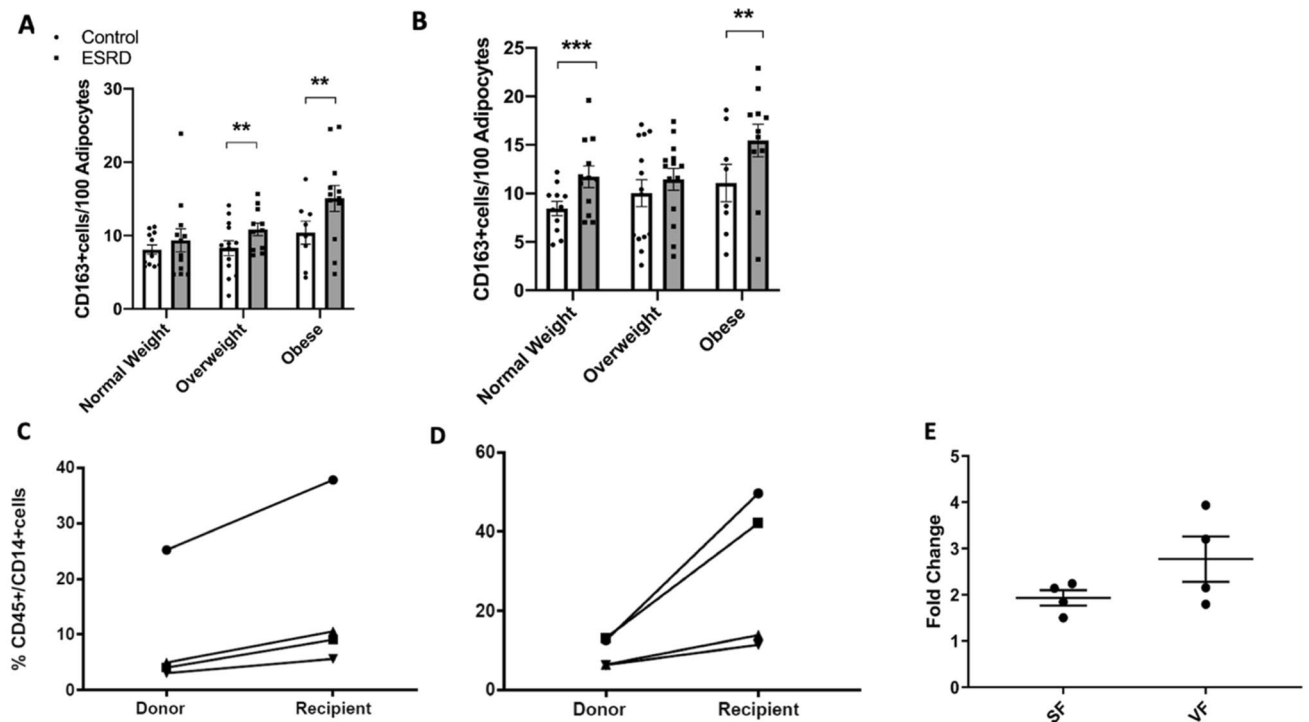 A
Control
ESRD
CD163+cells/100 Adipocytes
30
20
10
0
**
**
Normal Weight
Overweight
Obese
B
CD163+cells/100 Adipocytes
25
20
15
10
5
0
***
**
Normal Weight
Overweight
Obese
C
% CD45+/CD14+cells
40
30
20
10
0
Donor
Recipient
D
60
40
20
0
Donor
Recipient
E
Fold Change
5
4
3
2
1
0
SF
VF